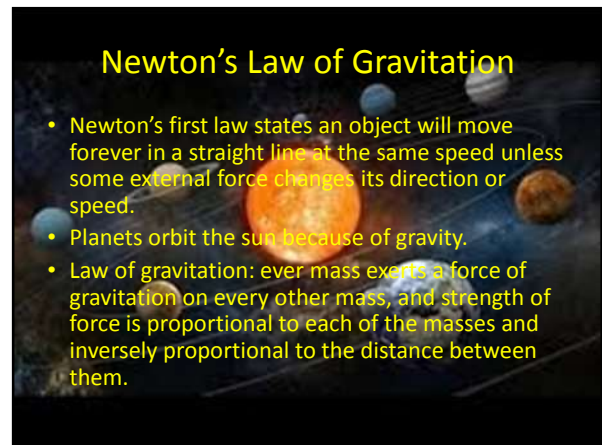 Newton's Law of Gravitation
• Newton's first law states an object will move
forever in a straight line at the same speed unless
some external force changes its direction or
speed.
• Planets orbit the sun because of gravity.
• Law of gravitation: ever mass exerts a force of
gravitation on every other mass, and strength of
force is proportional to each of the masses and
inversely proportional to the distance between
them.